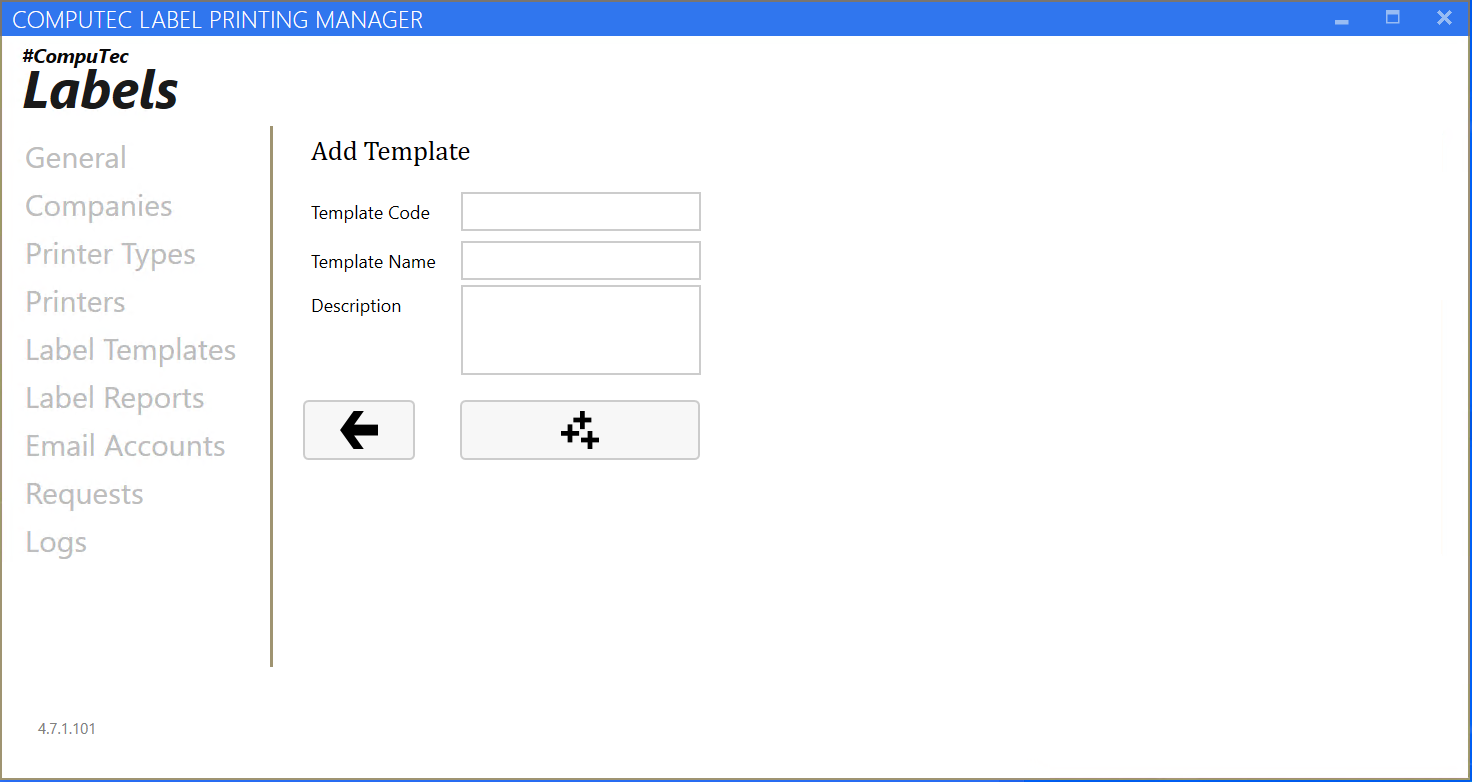 COMPUTEC LABEL PRINTING MANAGER
#CompuTec
Labels
General
Companies
Printer Types
Printers
Label Templates
Label Reports
Email Accounts
Requests
Logs
Add Template
Template Code
Template Name
Description
4.7.1.101